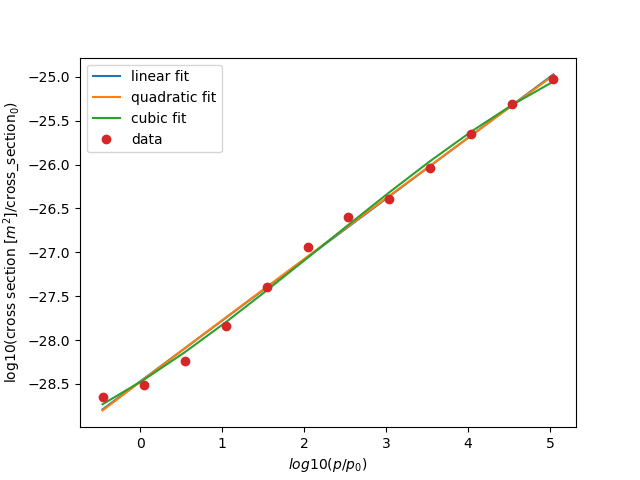 linear fit
quadratic fit
cubic fit
data
−25.0
−25.5
−26.0
−26.5
−27.0
−27.5
−28.0
−28.5
log10(cross section [m²]/cross_section₀)
0 1 2 3 4 5
log10(p/p₀)